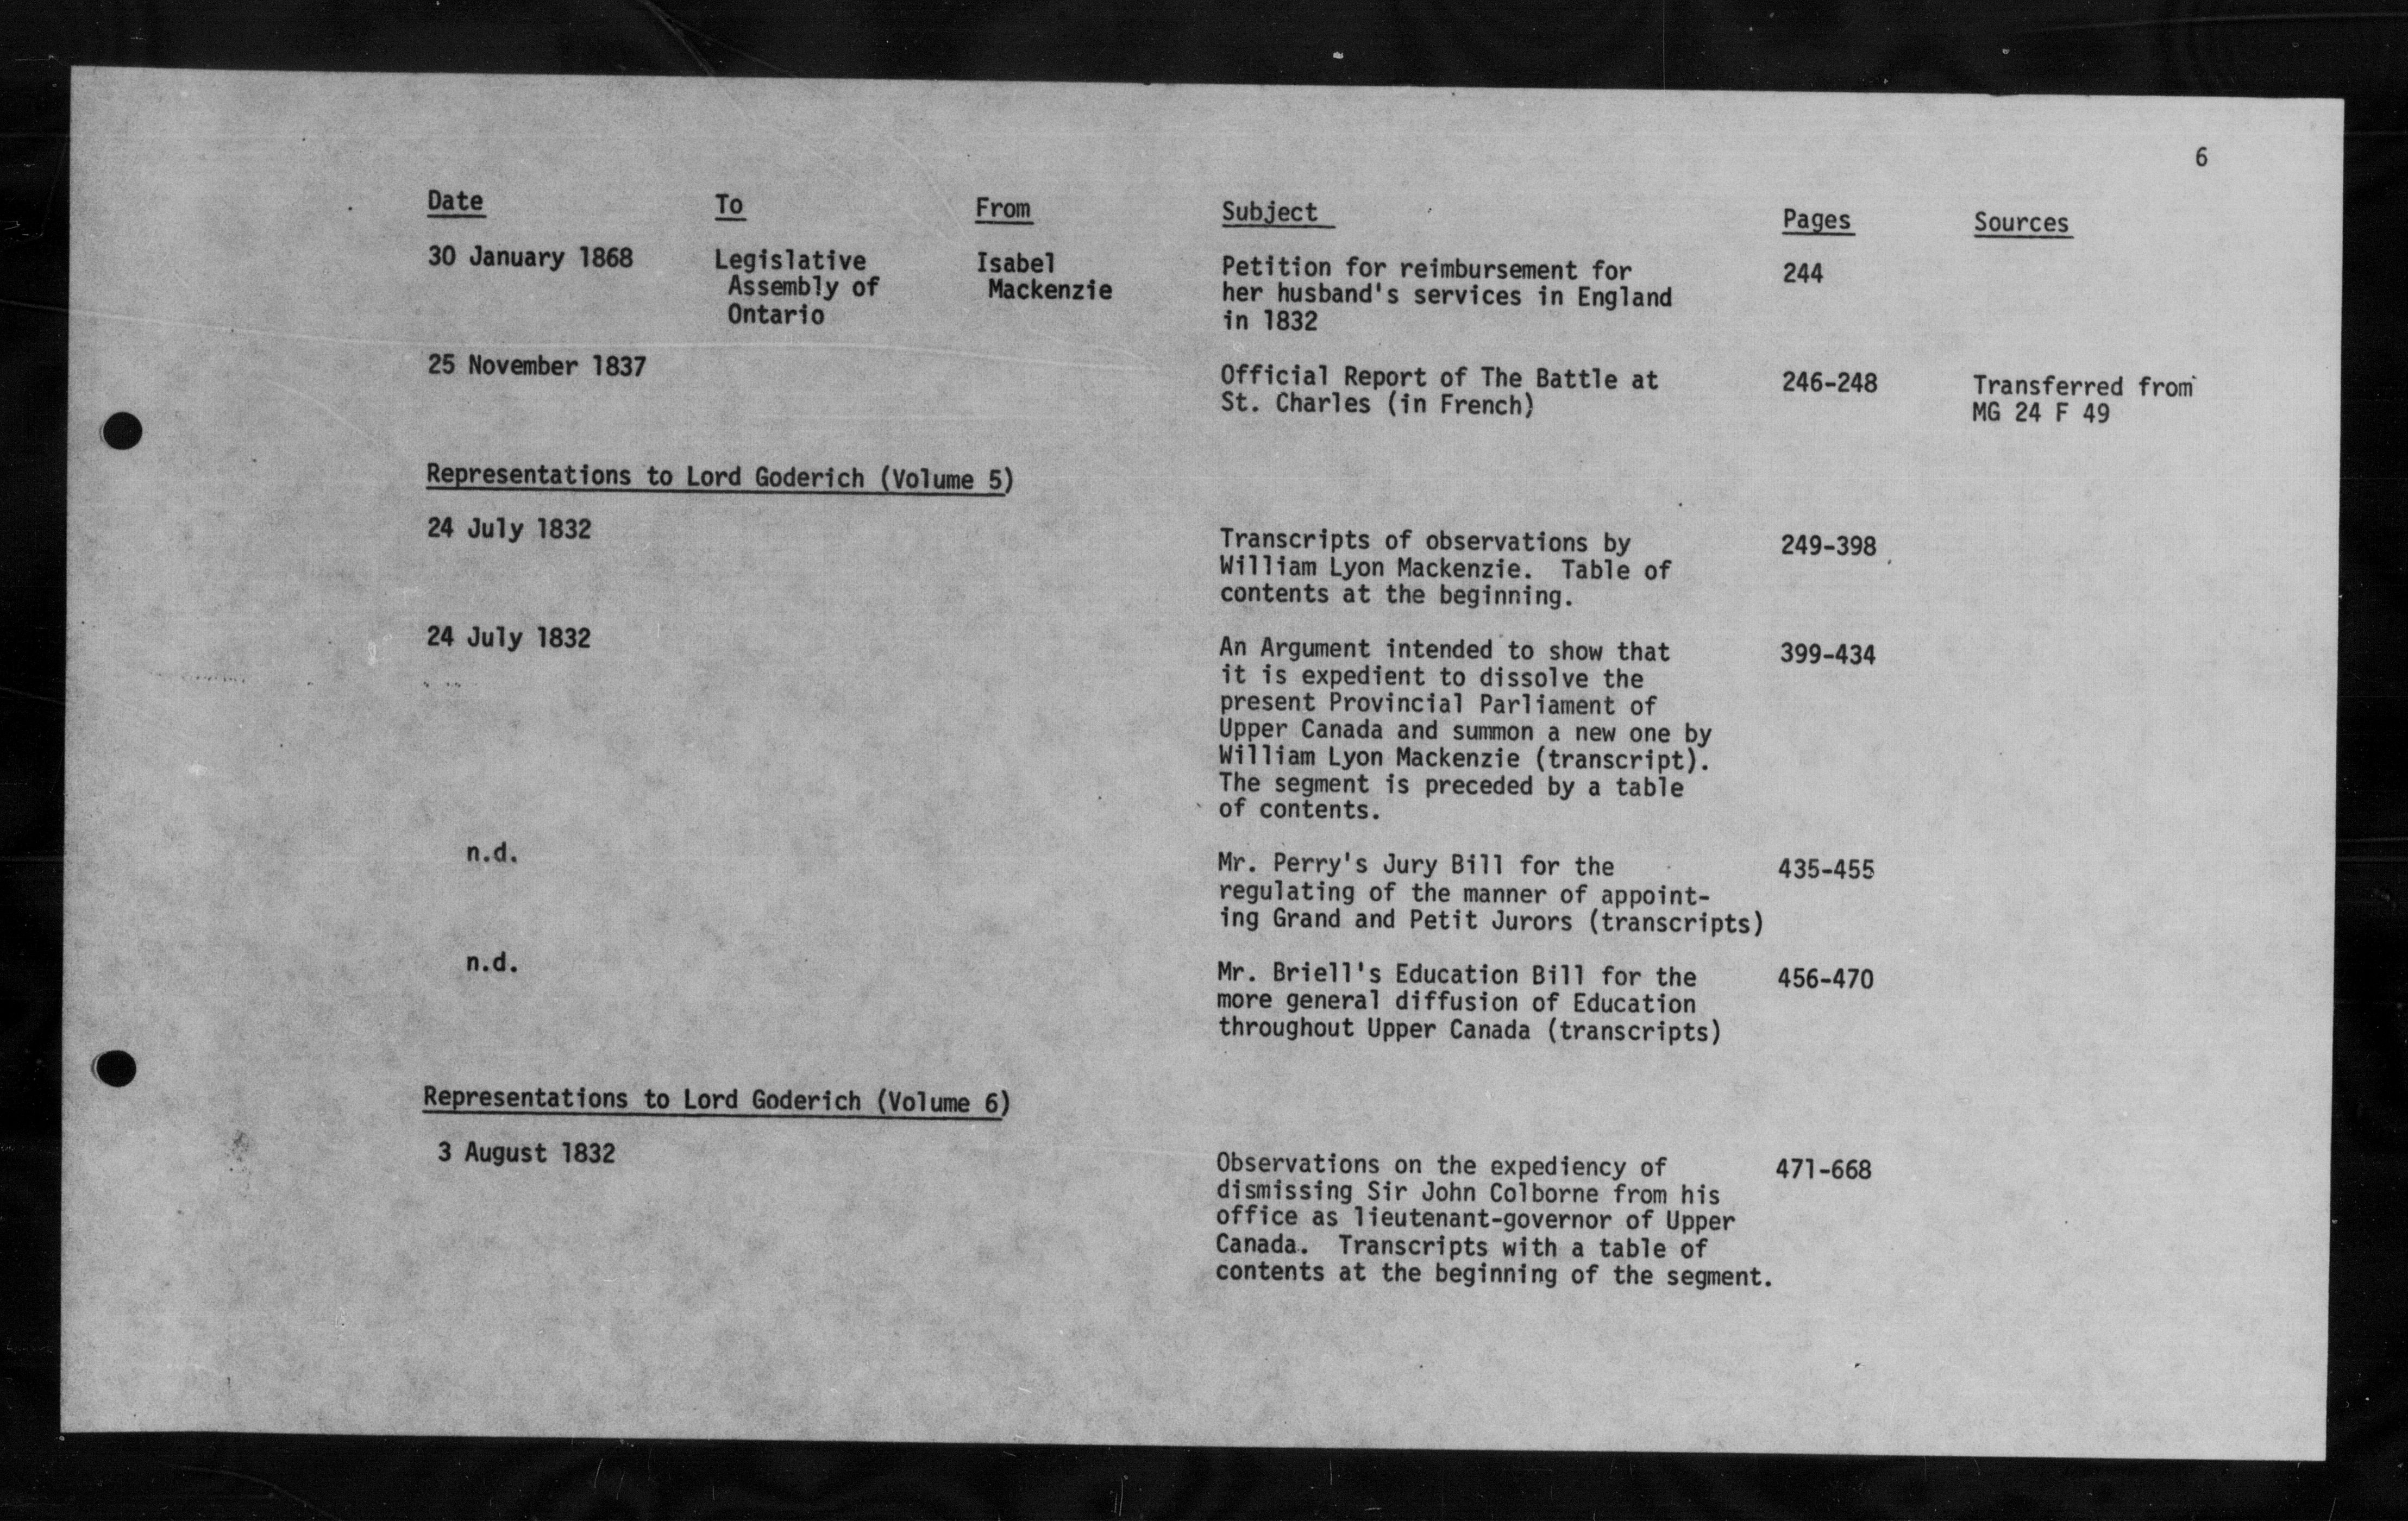 6
Date To From Subject Pages Sources
30 January 1868 Legislative Isabel Petition for reimbursement for 244
Assembly of Mackenzie her husband's services in England
Ontario in 1832
25 November 1837 Official Report of The Battle at 246-248 Transferred from
St. Charles (in French) MG 24 F 49
Representations to Lord Goderich (Volume 5)
24 July 1832 Transcripts of observations by 249-398
William Lyon Mackenzie. Table of
contents at the beginning.
24 July 1832 An Argument intended to show that 399-434
it is expedient to dissolve the
present Provincial Parliament of
Upper Canada and summon a new one by
William Lyon Mackenzie (transcript).
The segment is preceded by a table
of contents.
n.d. Mr. Perry's Jury Bill for the 435-455
regulating of the manner of appoint-
ing Grand and Petit Jurors (transcripts)
n.d. Mr. Briell's Education Bill for the 456-470
more general diffusion of Education
throughout Upper Canada (transcripts)
Representations to Lord Goderich (Volume 6)
3 August 1832 Observations on the expediency of 471-668
dismissing Sir John Colborne from his
office as lieutenant-governor of Upper
Canada. Transcripts with a table of
contents at the beginning of the segment.